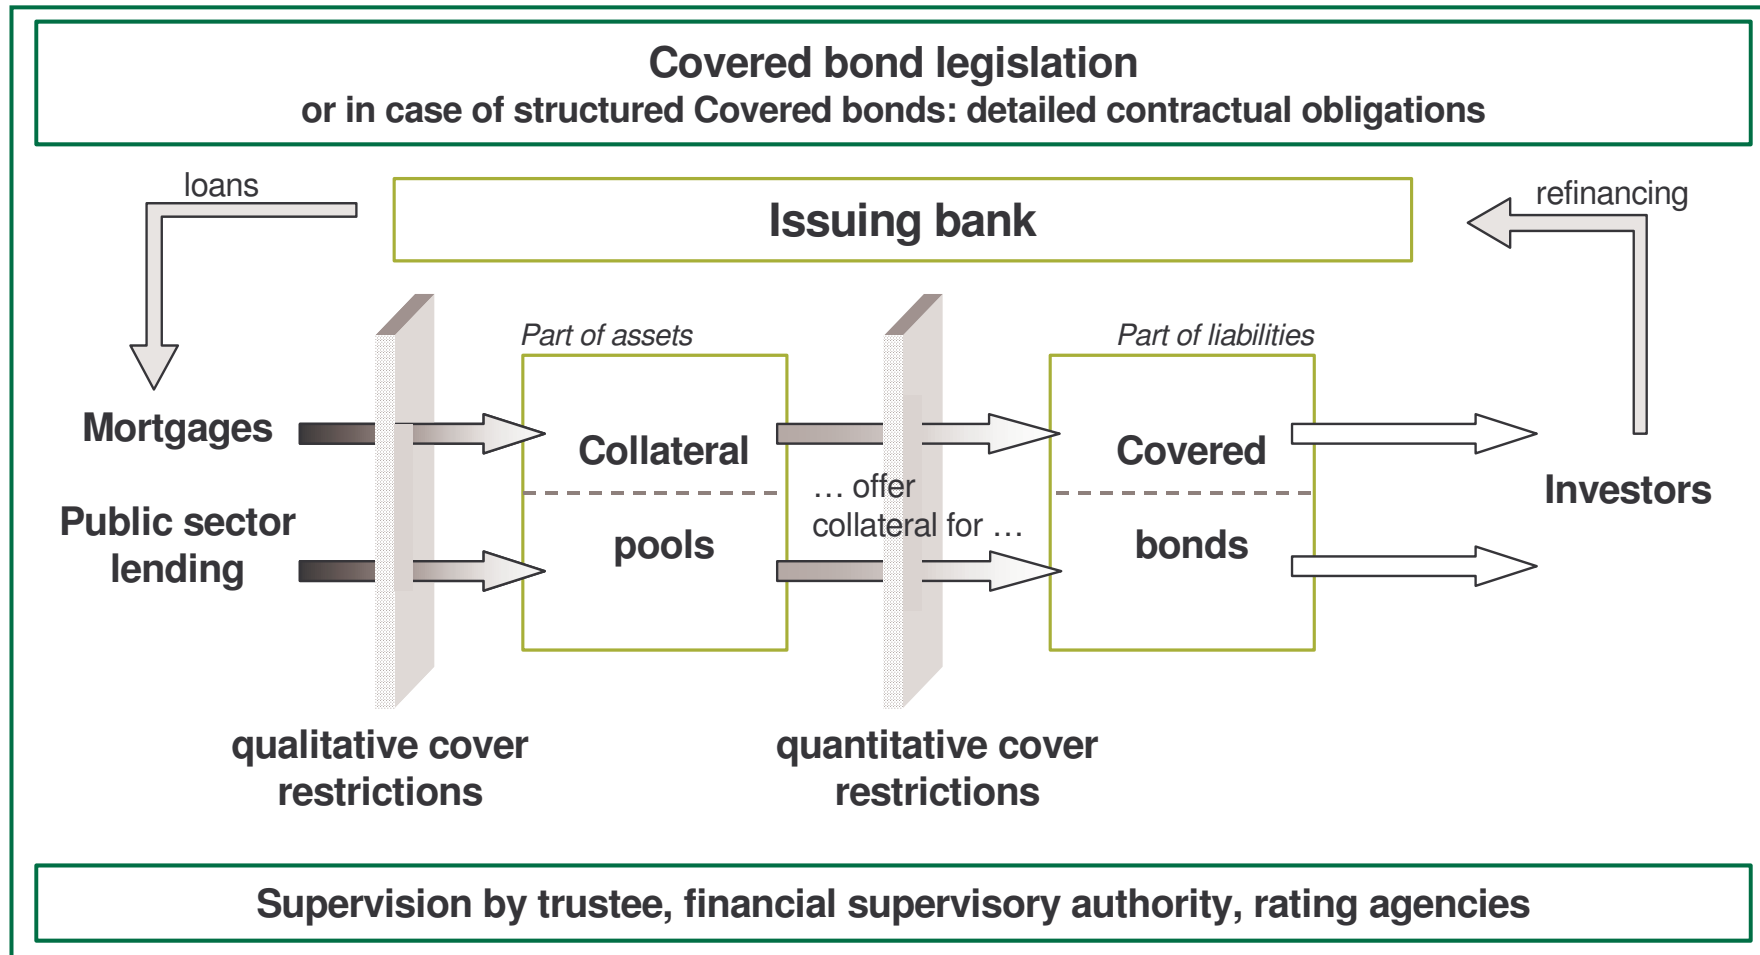 Covered bond legislation
or in case of structured Covered bonds: detailed contractual obligations
loans
Issuing bank
refinancing
Part of assets
Part of liabilities
Mortgages
Collateral
Covered
… offer
Investors
Public sector
collateral for …
lending
pools
bonds
qualitative cover
restrictions
quantitative cover
restrictions
Supervision by trustee, financial supervisory authority, rating agencies